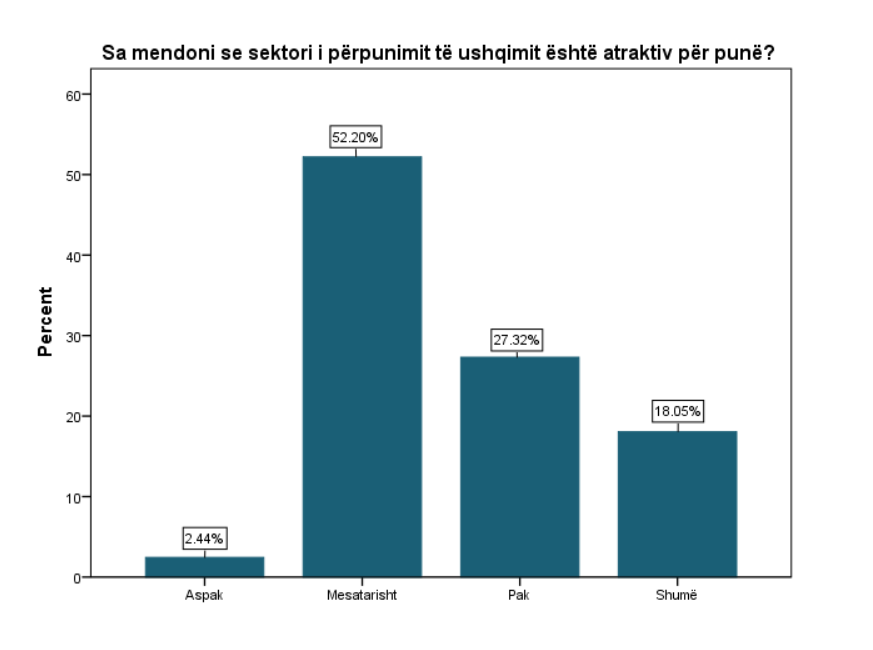 Sa mendoni se sektori i përpunimit të ushqimit është atraktiv për punë?
60
50
40
30
20
10
0
Percent
2.44%
52.20%
27.32%
18.05%
Aspak
Mesatarisht
Pak
Shumë